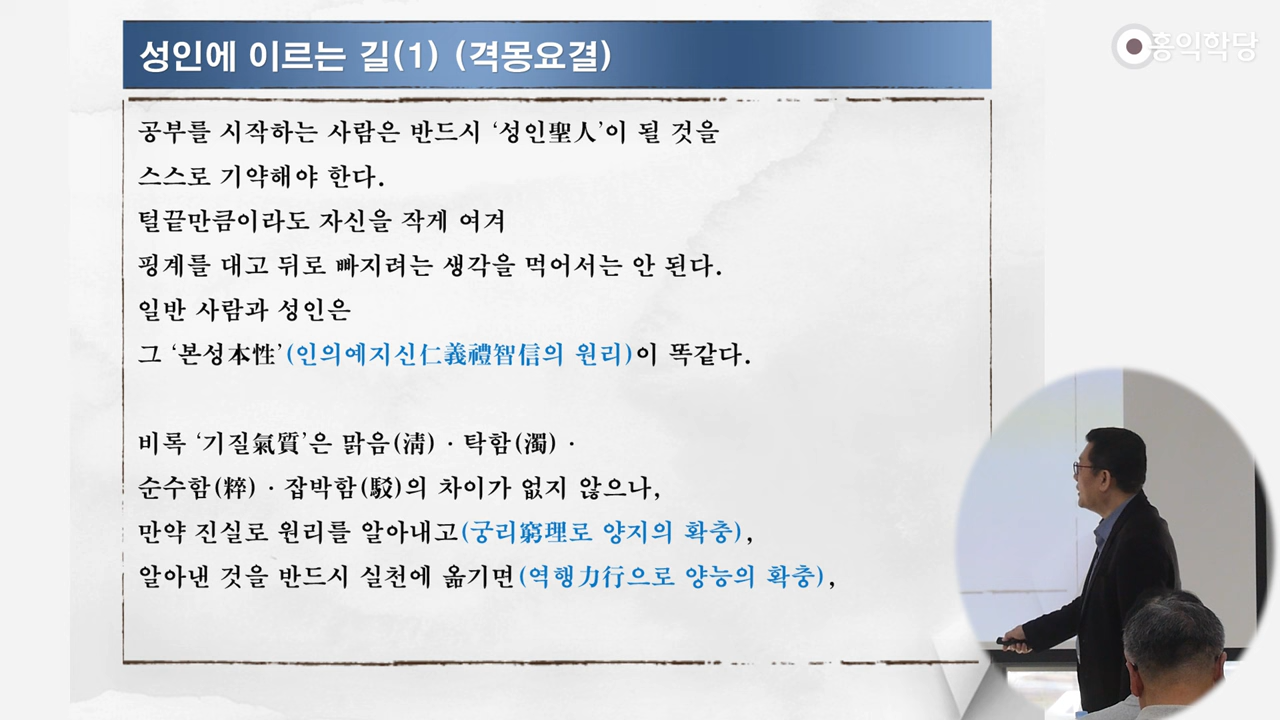 성인에 이르는 길(1) (격몽요결)
홍익학당
공부를 시작하는 사람은 반드시 ‘성인聖人’이 될 것을
스스로 기약해야 한다.
털끝만큼이라도 자신을 작게 여겨
핑계를 대고 뒤로 빠지려는 생각을 먹어서는 안 된다.
일반 사람과 성인은
그 ‘본성本性’(인의예지신仁義禮智信의 원리)이 똑같다.
비록 ‘기질氣質’은 맑음(淸) · 탁함(濁) ·
순수함(粹) · 잡박함(駁)의 차이가 없지 않으나,
만약 진실로 원리를 알아내고(궁리窮理로 양지의 확충),
알아낸 것을 반드시 실천에 옮기면(역행力行으로 양능의 확충),